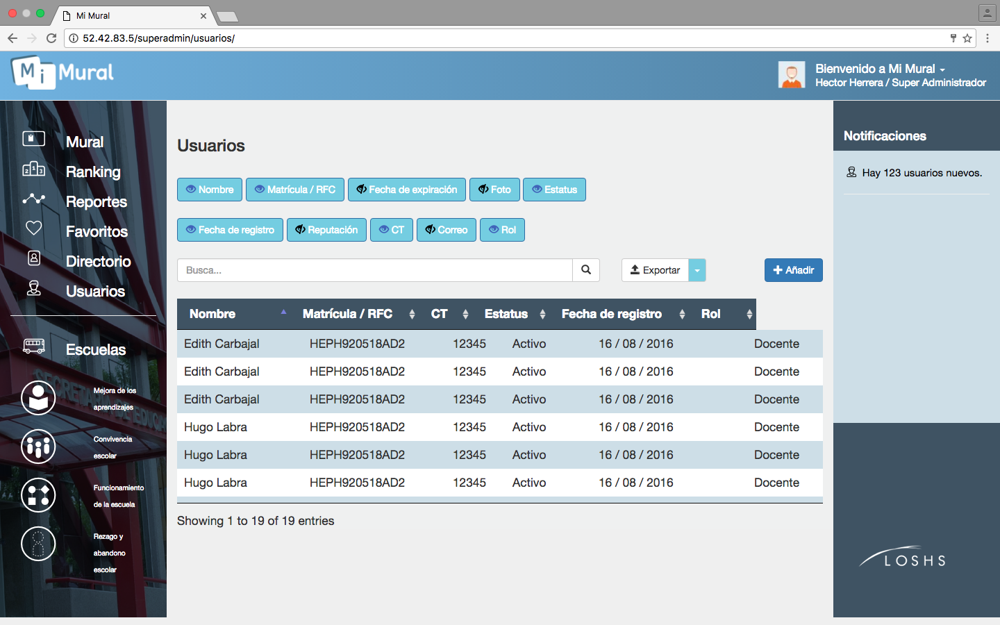 Mi Mural
52.42.83.5/superadmin/usuarios/
Mi Mural
Bienvenido a Mi Mural
Hector Herrera / Super Administrador
Mural
1 2 3
Ranking
Reportes
Favoritos
Directorio
Usuarios
Escuelas
Mejora de los
aprendizajes
Convivencia
escolar
Funcionamiento
de la escuela
Rezago y
abandono
escolar
Usuarios
Nombre Matrícula / RFC Fecha de expiración Foto Estatus
Fecha de registro Reputación CT Correo Rol
Busca... Exportar Añadir
Nombre Matrícula / RFC CT Estatus Fecha de registro Rol
Edith Carbajal HEPH920518AD2 12345 Activo 16 / 08 / 2016 Docente
Edith Carbajal HEPH920518AD2 12345 Activo 16 / 08 / 2016 Docente
Edith Carbajal HEPH920518AD2 12345 Activo 16 / 08 / 2016 Docente
Hugo Labra HEPH920518AD2 12345 Activo 16 / 08 / 2016 Docente
Hugo Labra HEPH920518AD2 12345 Activo 16 / 08 / 2016 Docente
Hugo Labra HEPH920518AD2 12345 Activo 16 / 08 / 2016 Docente
Showing 1 to 19 of 19 entries
Notificaciones
Hay 123 usuarios nuevos.
LOSHS